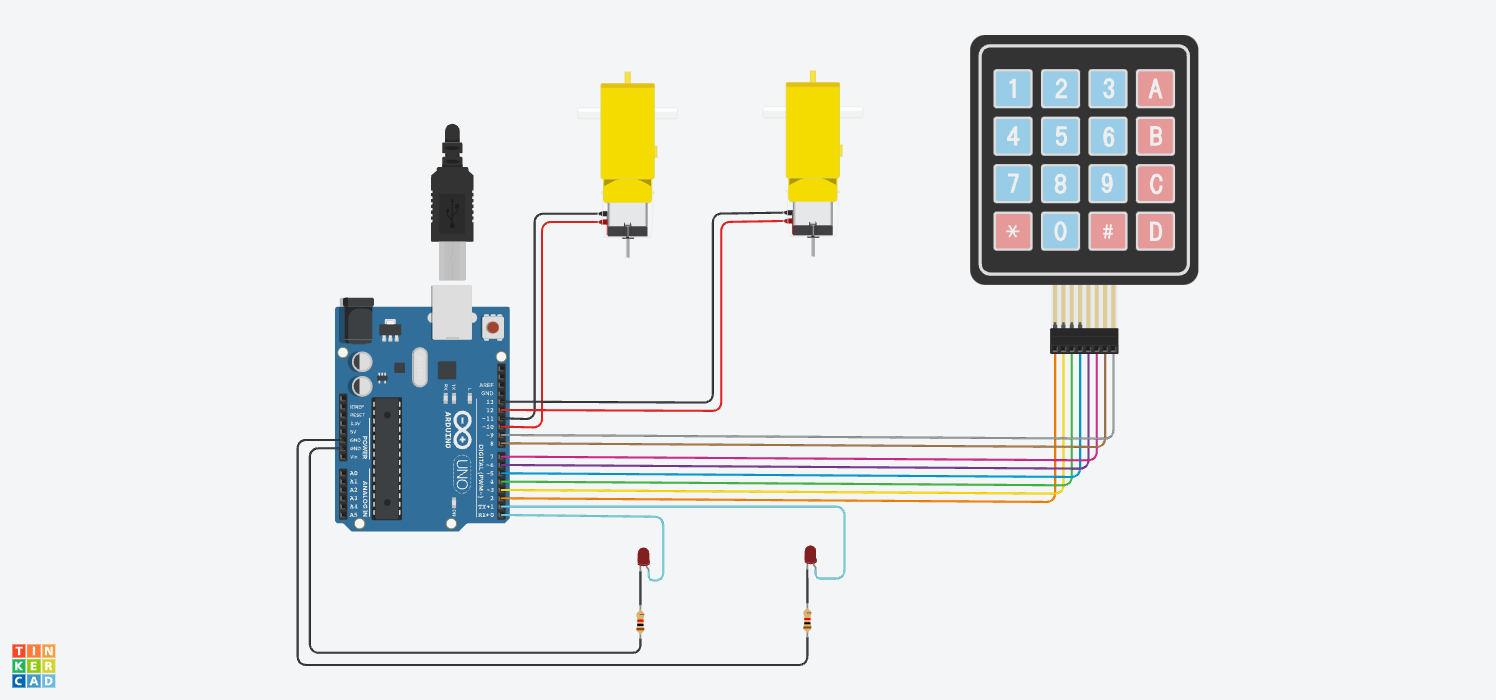 1 2 3 A
4 5 6 B
7 8 9 C
* 0 # D
AREF
GND
13
12
~11
~10
~9
8
7
~6
~5
4
~3
2
TX→1
RX←0
DIGITAL (PWM~)
L
TX
RX
ON
ARDUINO
UNO
IOREF
RESET
3.3V
5V
GND
GND
Vin
POWER
A0
A1
A2
A3
A4
A5
ANALOG IN
TIN
KER
CAD